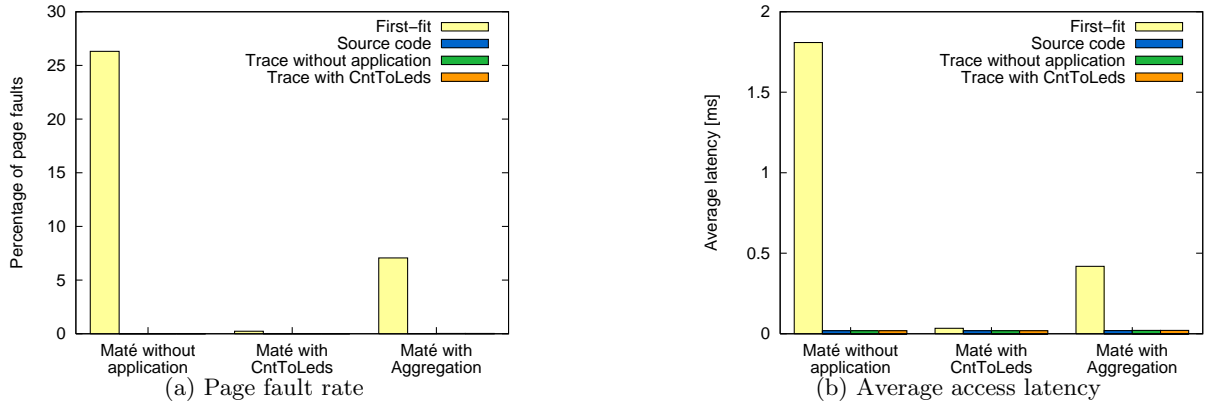 30
25
20
15
10
5
0
Percentage of page faults
First−fit
Source code
Trace without application
Trace with CntToLeds
Maté without
application
Maté with
CntToLeds
Maté with
Aggregation
(a) Page fault rate
2
1.5
1
0.5
0
Average latency [ms]
First−fit
Source code
Trace without application
Trace with CntToLeds
Maté without
application
Maté with
CntToLeds
Maté with
Aggregation
(b) Average access latency